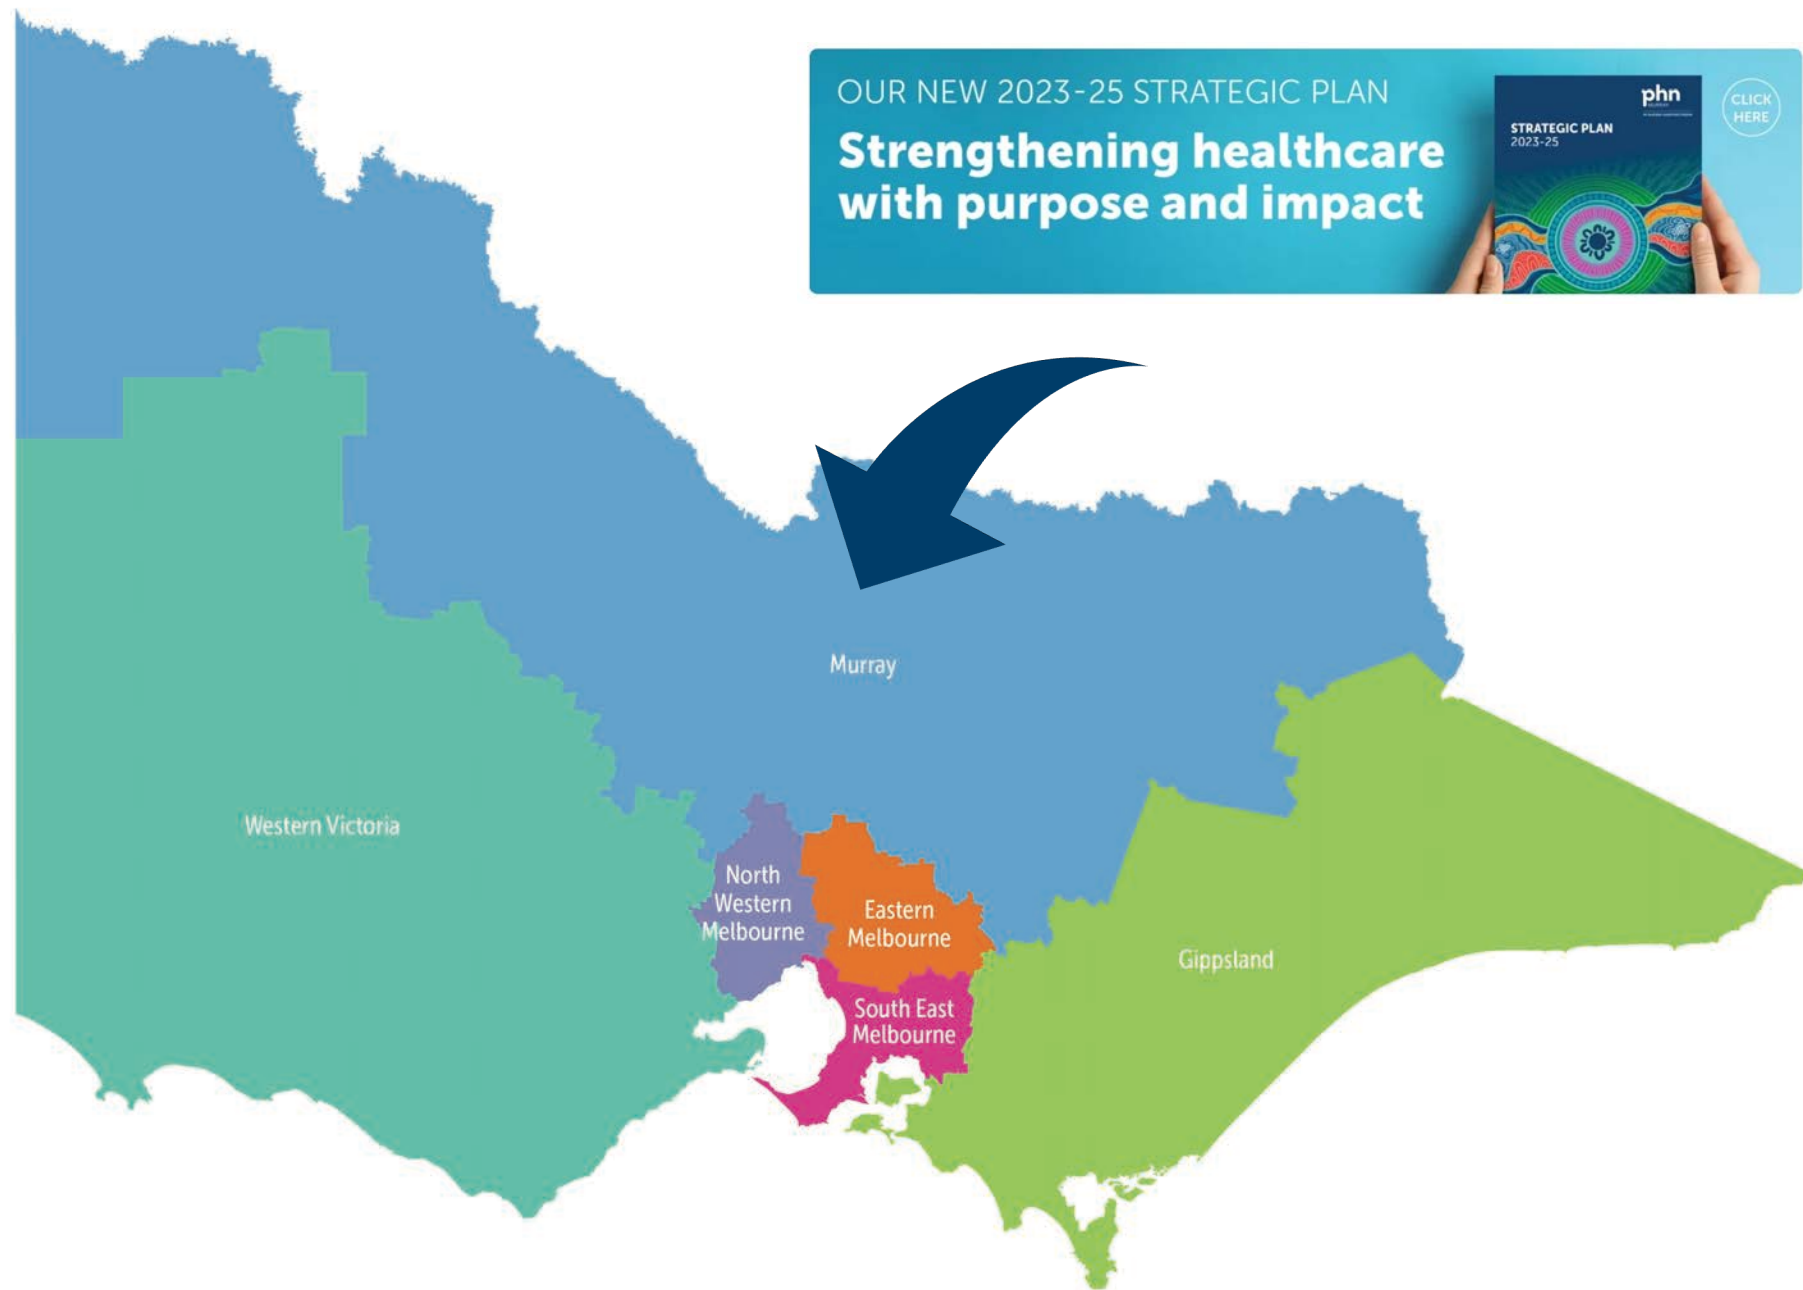 OUR NEW 2023-25 STRATEGIC PLAN
Strengthening healthcare
with purpose and impact
phn
STRATEGIC PLAN
2023-25
CLICK
HERE
Murray
Western Victoria
North
Western
Melbourne
Eastern
Melbourne
Gippsland
South East
Melbourne